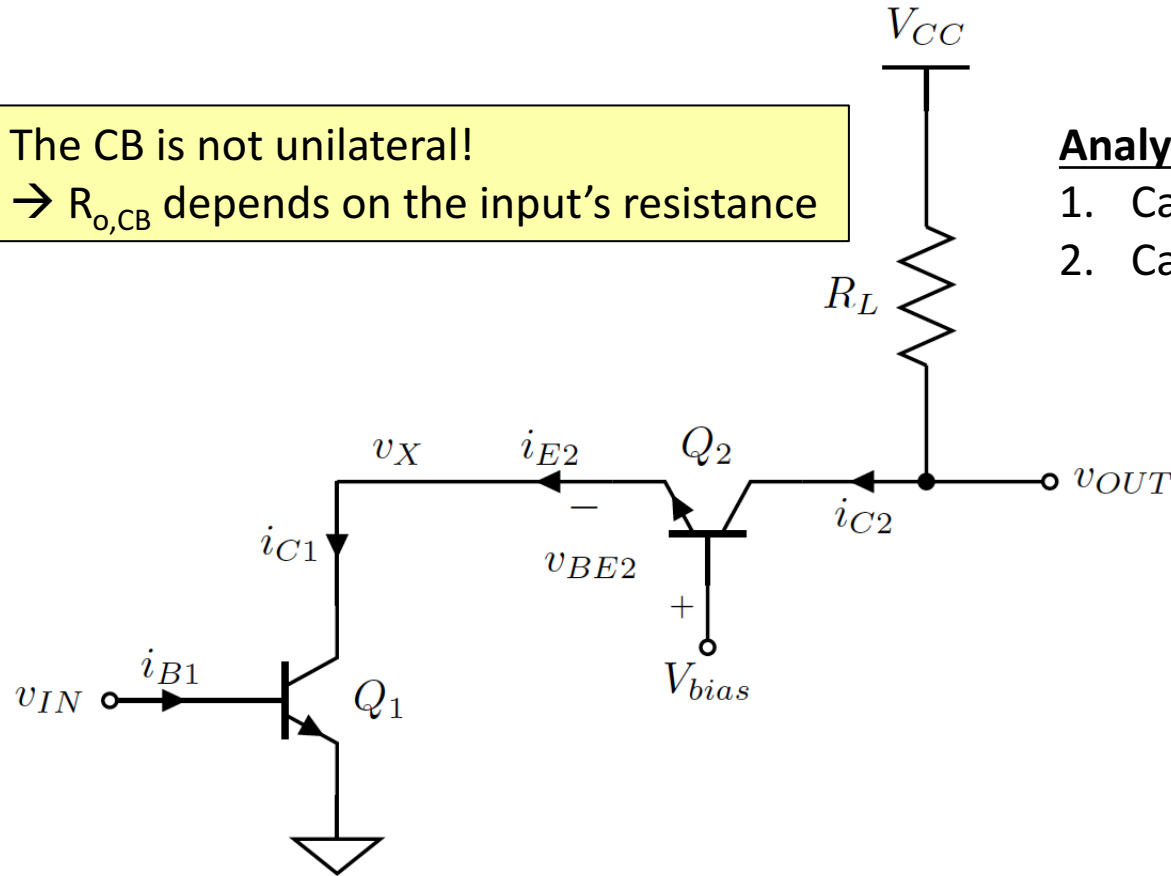 V_CC
The CB is not unilateral!
→ R_o,CB depends on the input's resistance
Analy
1. Ca
2. Ca
R_L
v_X
i_E2
Q_2
v_OUT
−
i_C2
i_C1
v_BE2
+
i_B1
V_bias
v_IN
Q_1